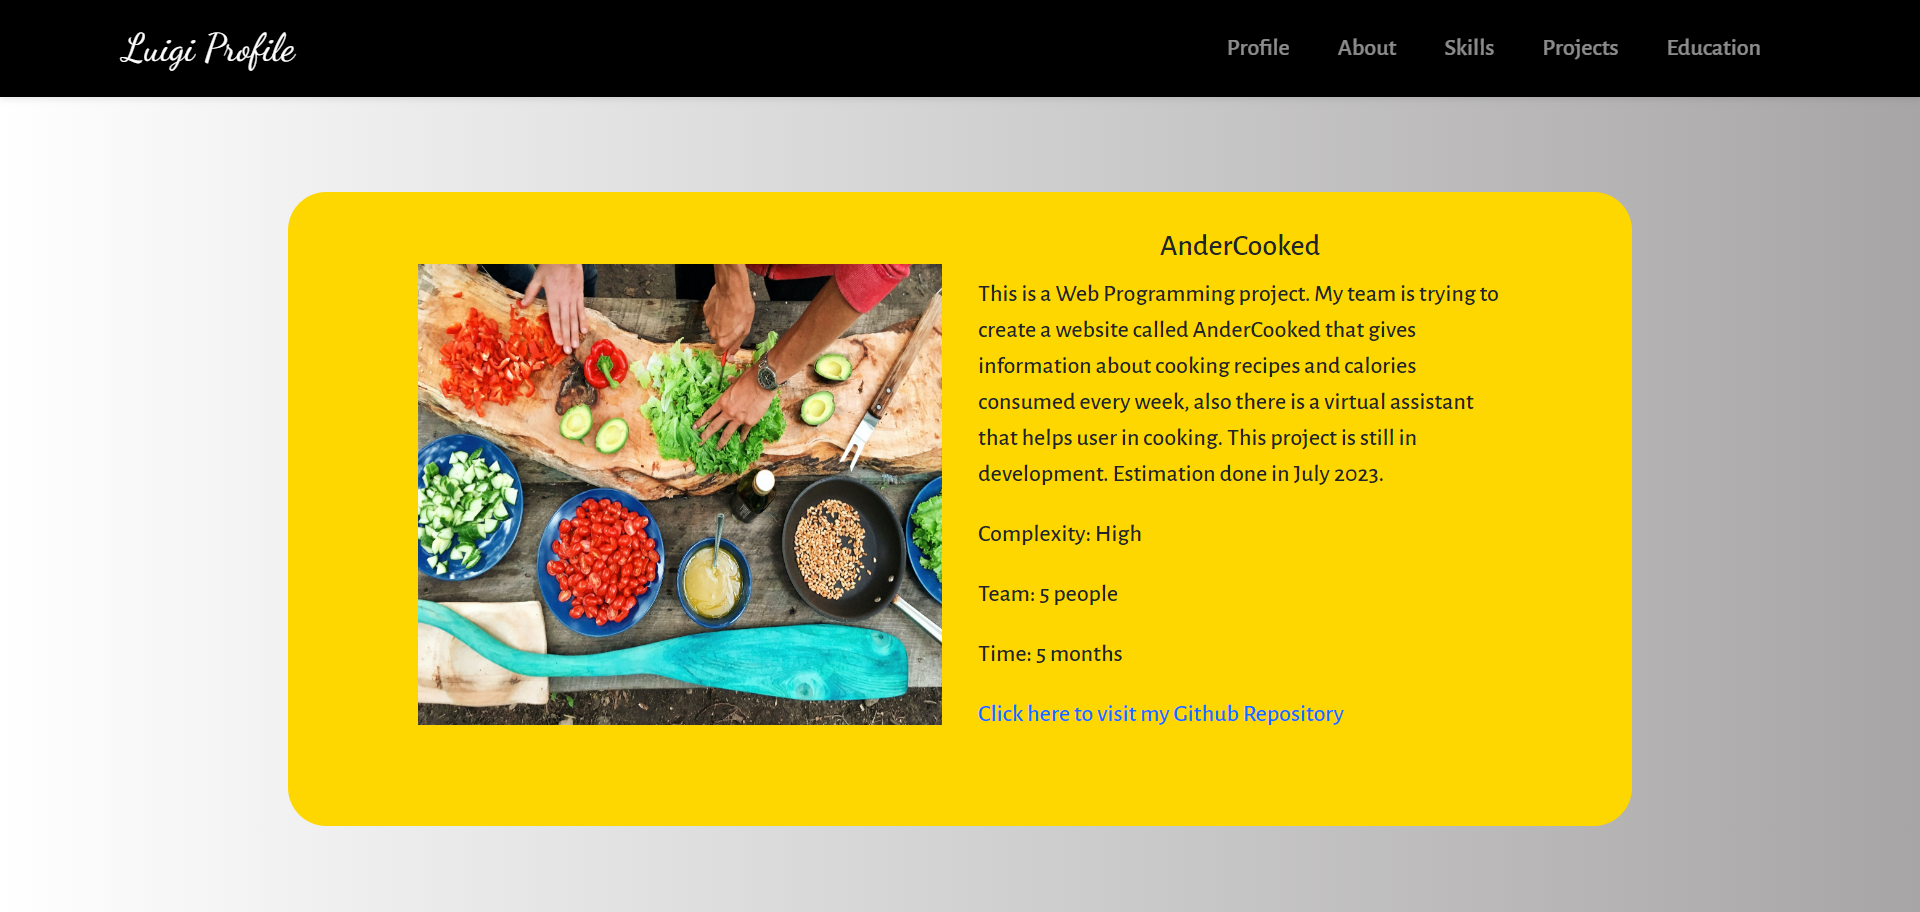 Luigi Profile
Profile About Skills Projects Education
AnderCooked
This is a Web Programming project. My team is trying to
create a website called AnderCooked that gives
information about cooking recipes and calories
consumed every week, also there is a virtual assistant
that helps user in cooking. This project is still in
development. Estimation done in July 2023.
Complexity: High
Team: 5 people
Time: 5 months
Click here to visit my Github Repository